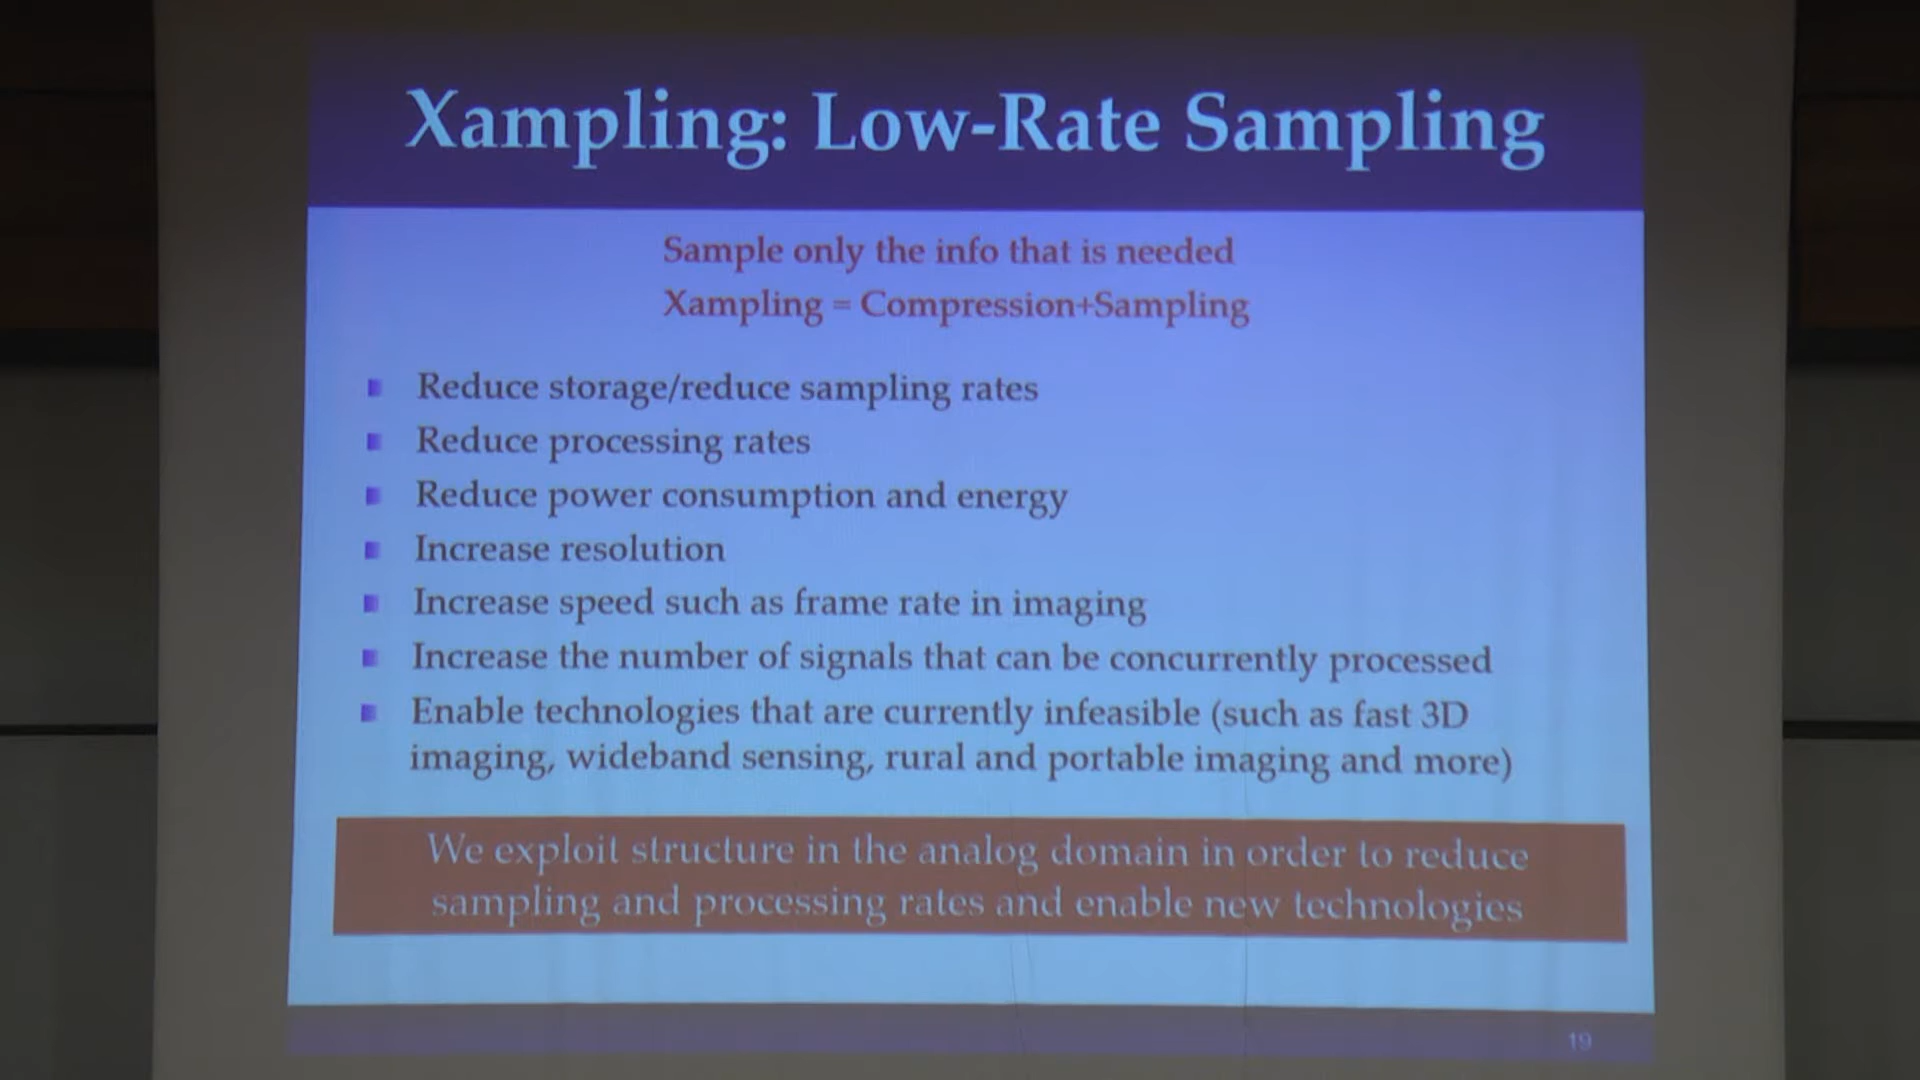 Xampling: Low-Rate Sampling
Sample only the info that is needed
Xampling = Compression+Sampling
Reduce storage/reduce sampling rates
Reduce processing rates
Reduce power consumption and energy
Increase resolution
Increase speed such as frame rate in imaging
Increase the number of signals that can be concurrently processed
Enable technologies that are currently infeasible (such as fast 3D
imaging, wideband sensing, rural and portable imaging and more)
We exploit structure in the analog domain in order to reduce
sampling and processing rates and enable new technologies
19